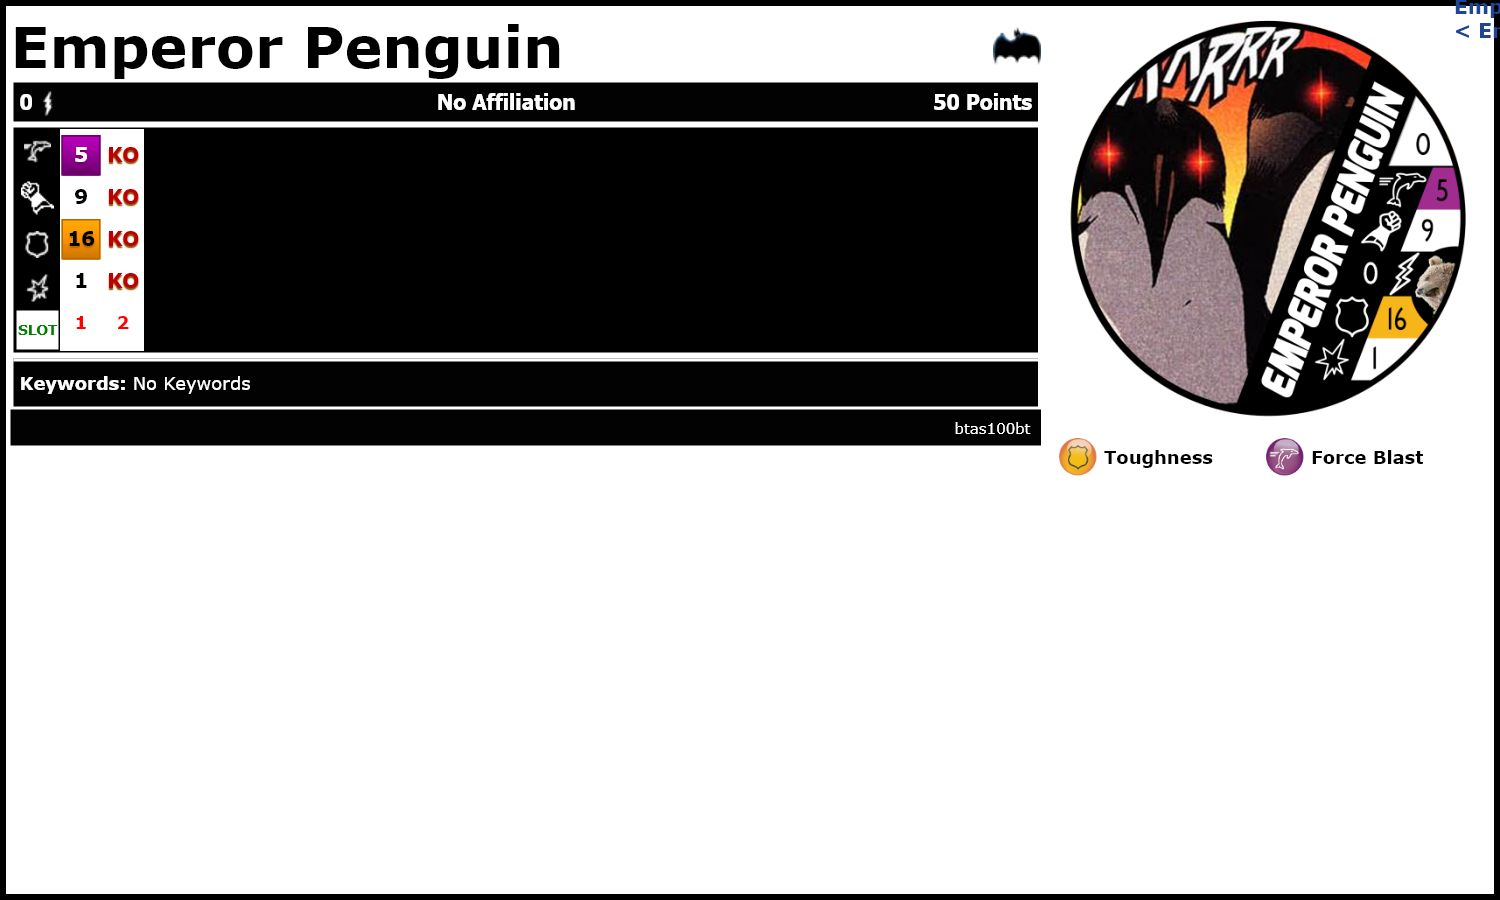 Emperor Penguin
0 No Affiliation 50 Points
5 KO
9 KO
16 KO
1 KO
SLOT 1 2
Keywords: No Keywords
btas100bt
EMPEROR PENGUIN
0
5
9
0
16
1
Toughness Force Blast